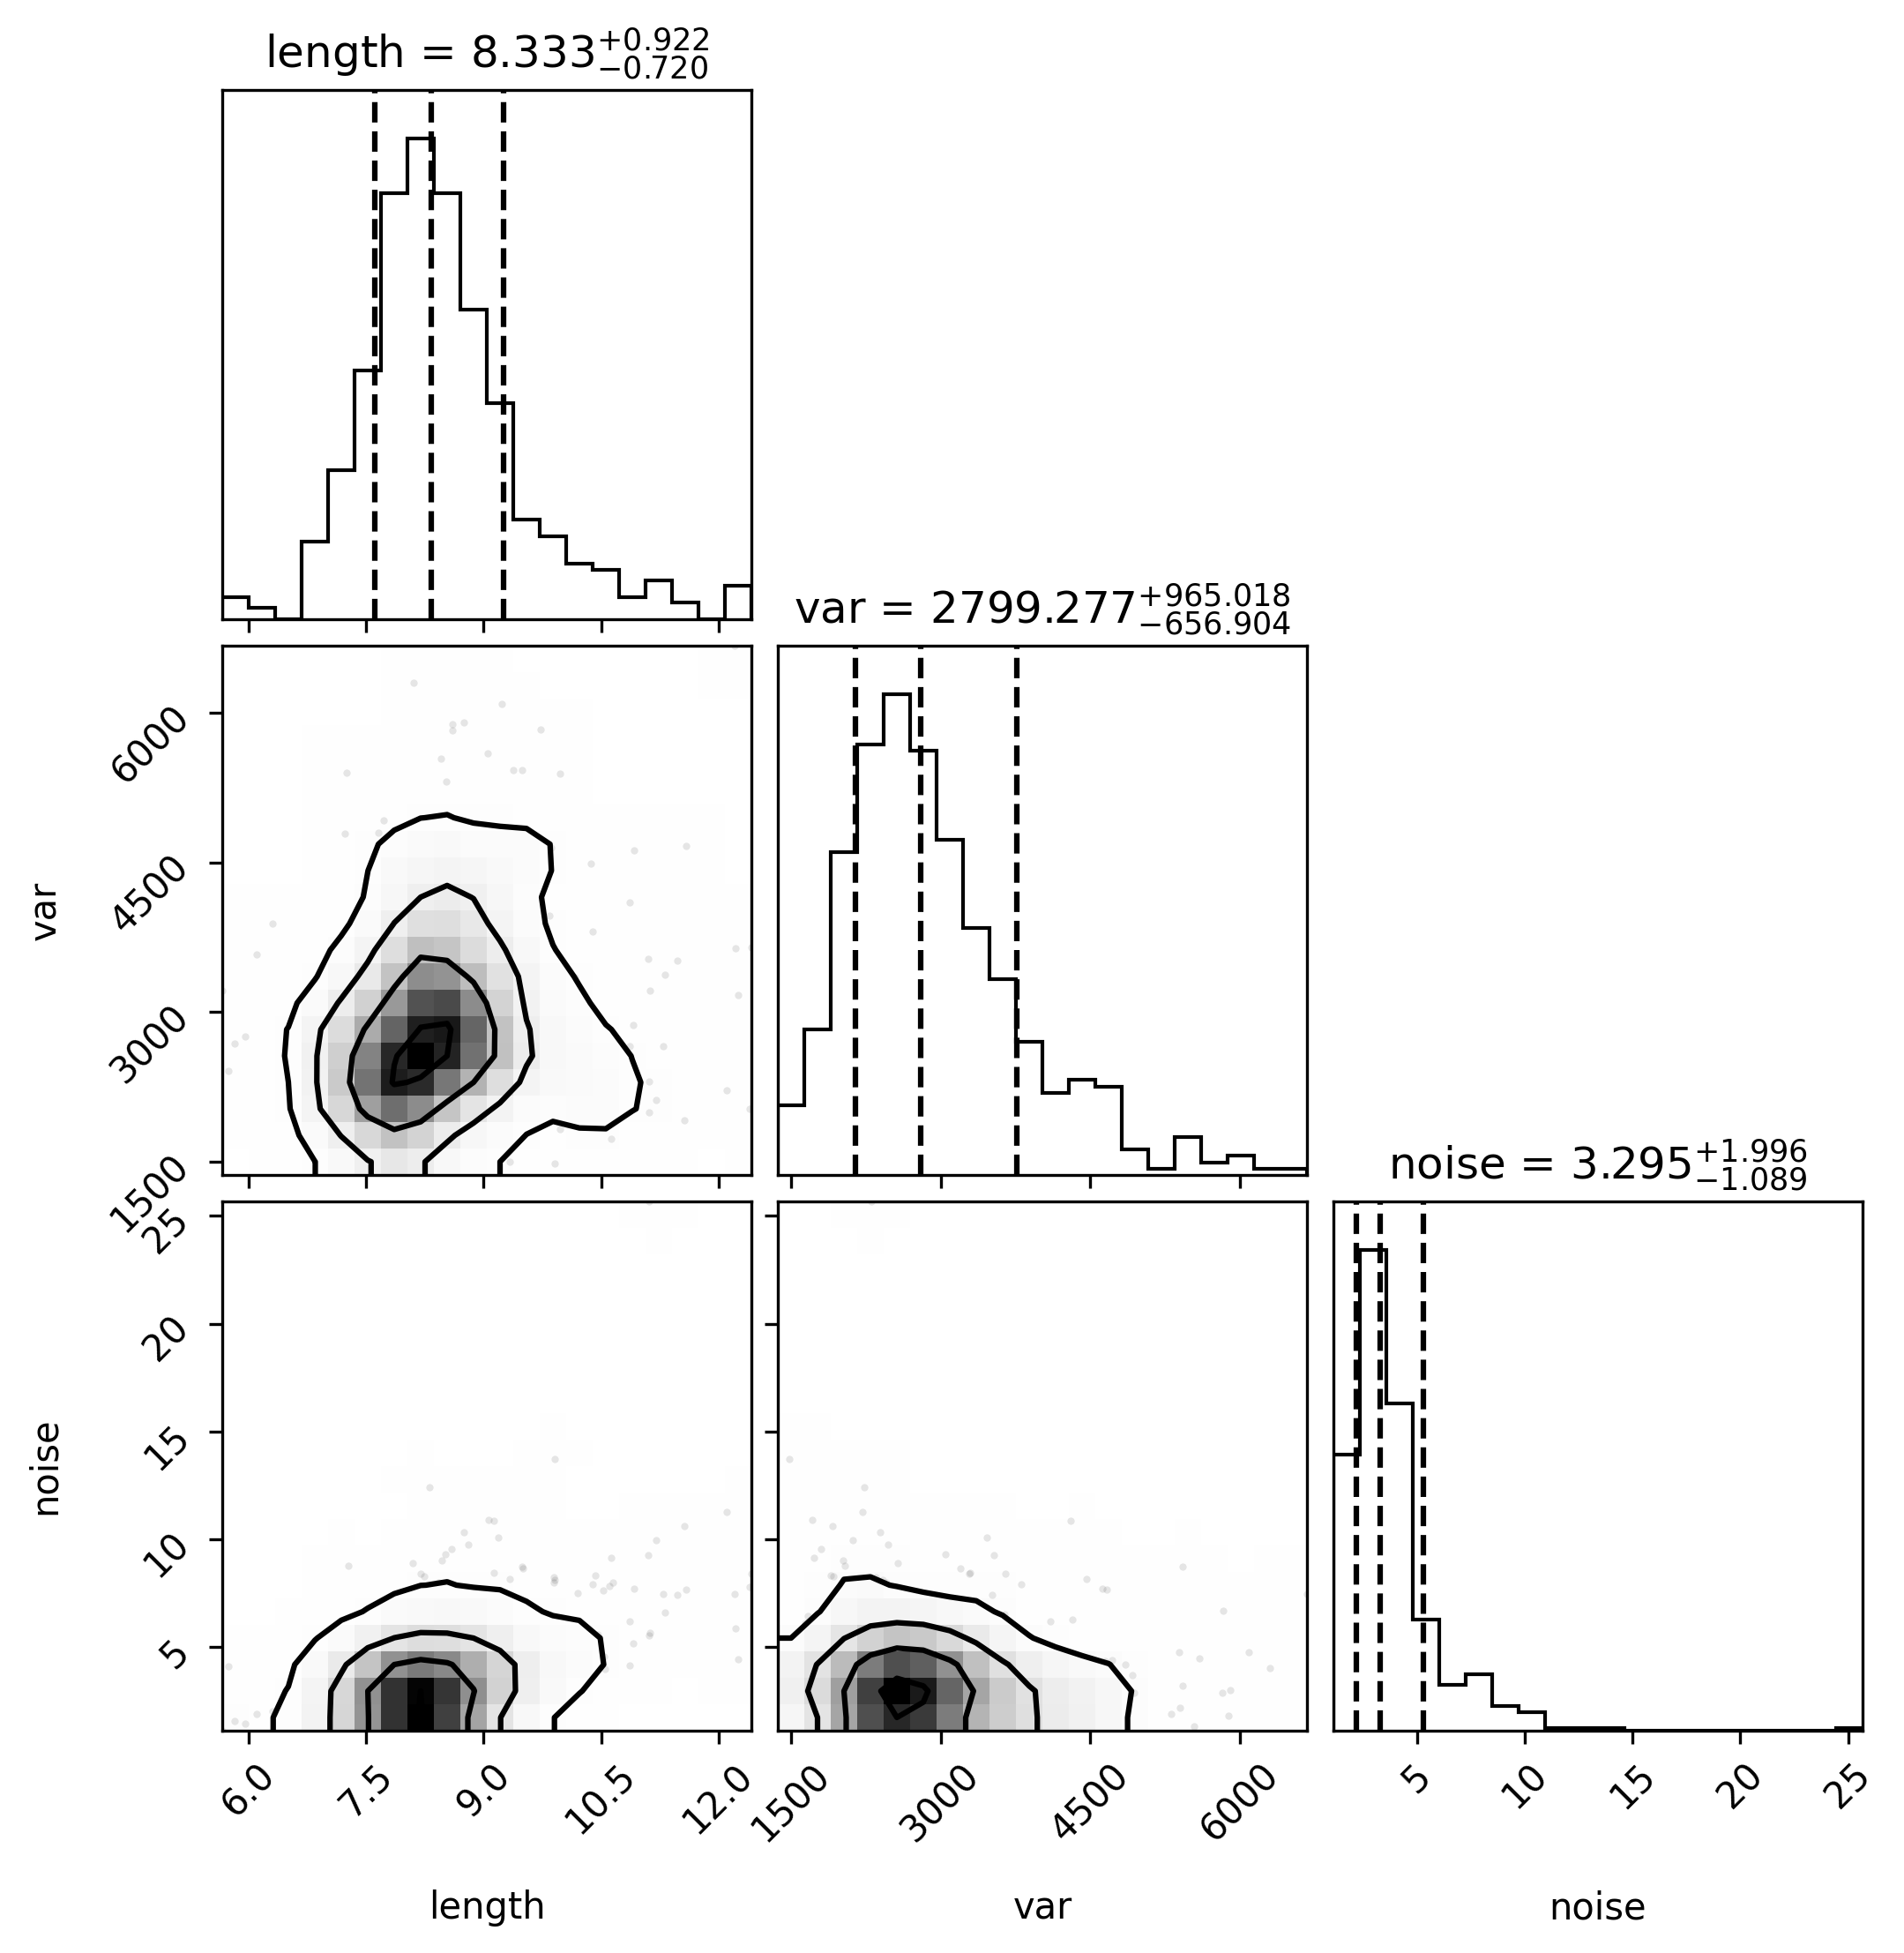 length = 8.333 +0.922 −0.720
var = 2799.277 +965.018 −656.904
var
6000
4500
3000
1500
noise = 3.295 +1.996 −1.089
noise
25
20
15
10
5
6.0 7.5 9.0 10.5 12.0
1500 3000 4500 6000
5 10 15 20 25
length var noise